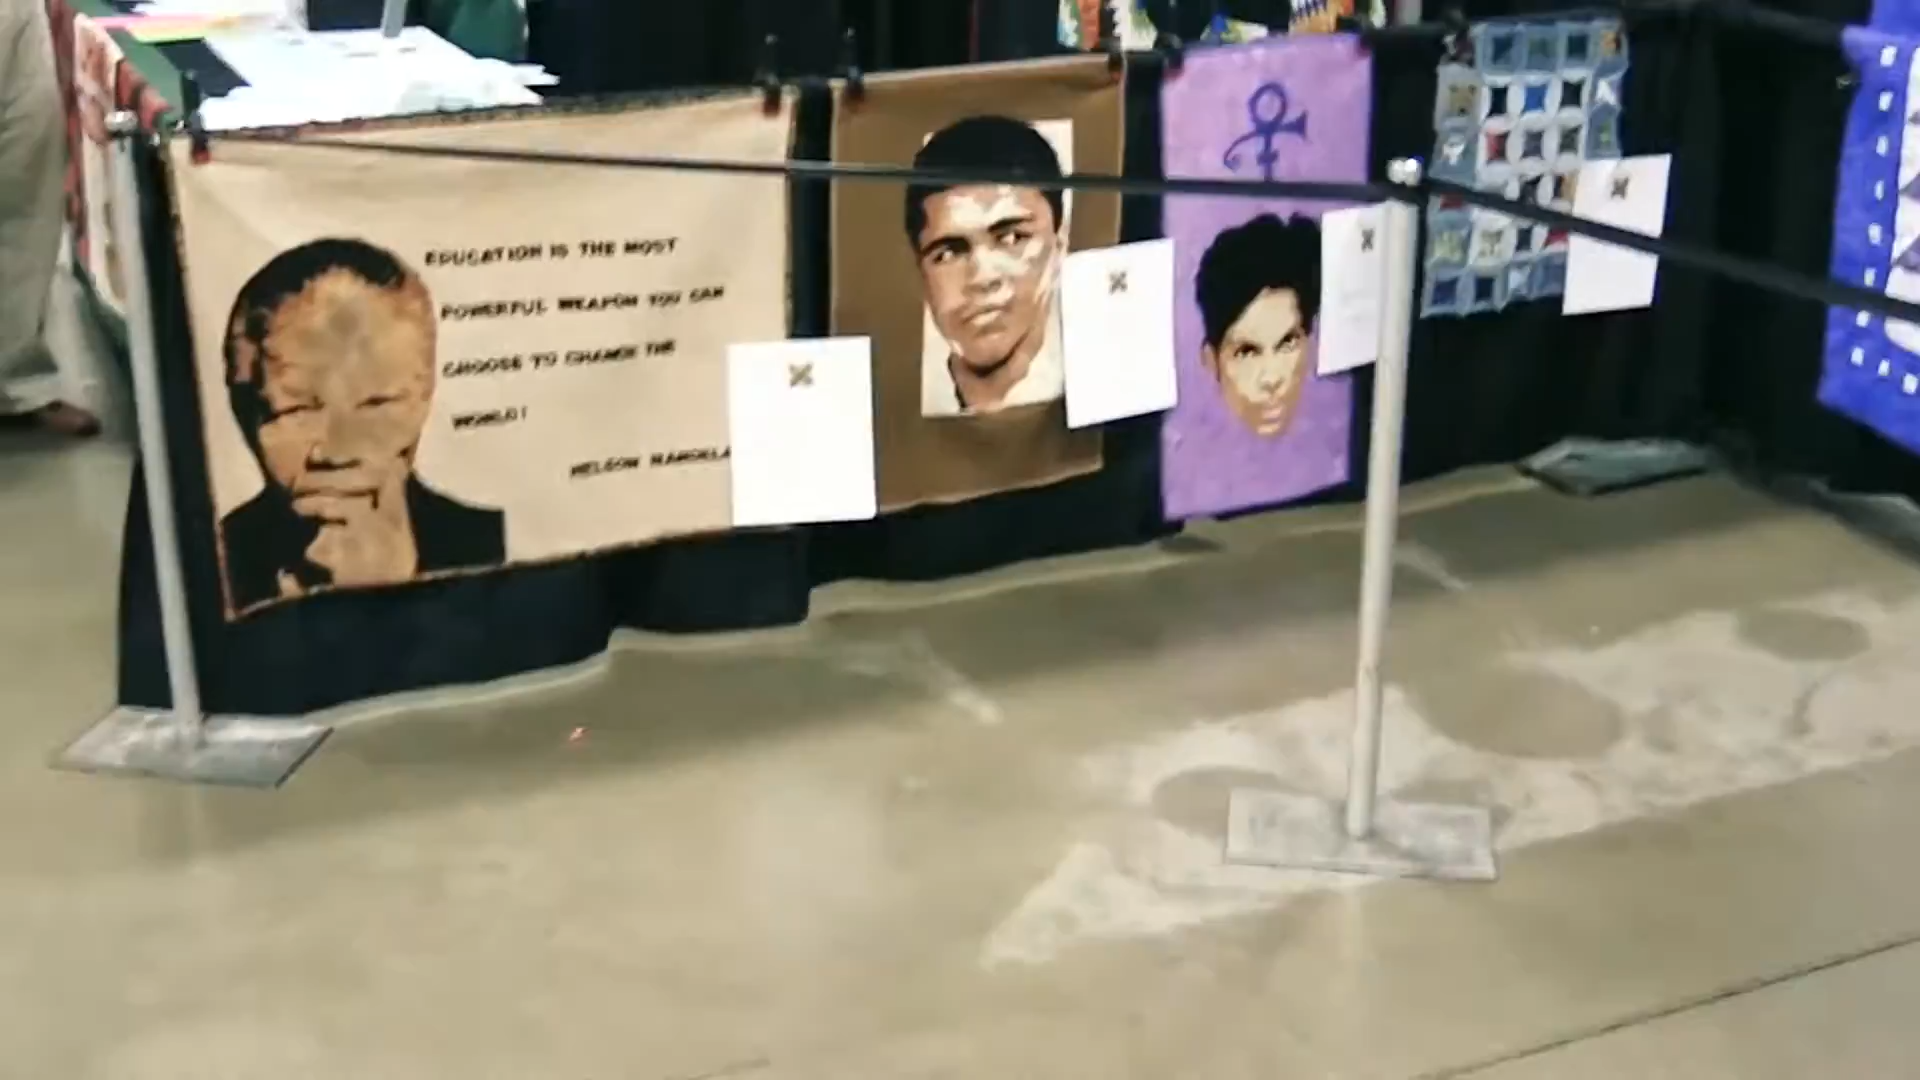 EDUCATION IS THE MOST
POWERFUL WEAPON YOU CAN
CHOOSE TO CHANGE THE
WORLD!
NELSON MANDELA